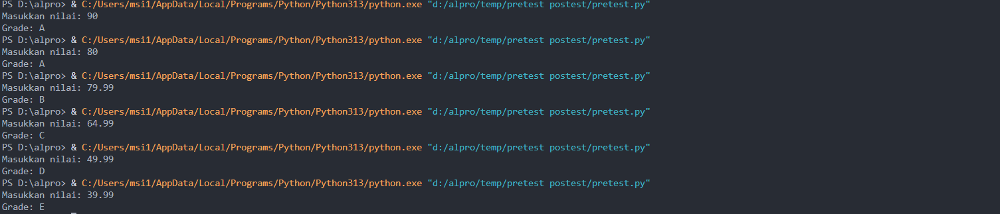 PS D:\alpro> & C:/Users/msi1/AppData/Local/Programs/Python/Python313/python.exe "d:/alpro/temp/pretest postest/pretest.py"
Masukkan nilai: 90
Grade: A
PS D:\alpro> & C:/Users/msi1/AppData/Local/Programs/Python/Python313/python.exe "d:/alpro/temp/pretest postest/pretest.py"
Masukkan nilai: 80
Grade: A
PS D:\alpro> & C:/Users/msi1/AppData/Local/Programs/Python/Python313/python.exe "d:/alpro/temp/pretest postest/pretest.py"
Masukkan nilai: 79.99
Grade: B
PS D:\alpro> & C:/Users/msi1/AppData/Local/Programs/Python/Python313/python.exe "d:/alpro/temp/pretest postest/pretest.py"
Masukkan nilai: 64.99
Grade: C
PS D:\alpro> & C:/Users/msi1/AppData/Local/Programs/Python/Python313/python.exe "d:/alpro/temp/pretest postest/pretest.py"
Masukkan nilai: 49.99
Grade: D
PS D:\alpro> & C:/Users/msi1/AppData/Local/Programs/Python/Python313/python.exe "d:/alpro/temp/pretest postest/pretest.py"
Masukkan nilai: 39.99
Grade: E